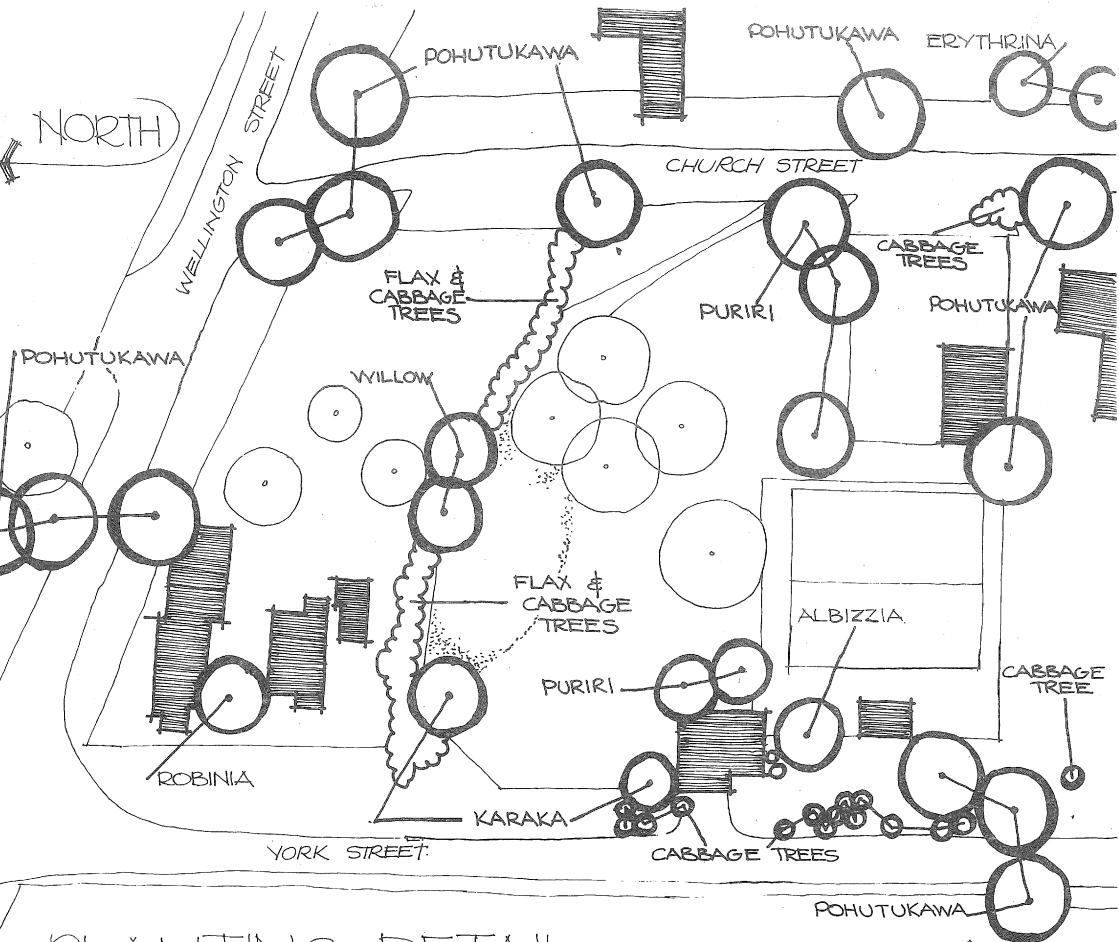 POHUTUKAWA
POHUTUKAWA
ERYTHRINA
NORTH
WELLINGTON STREET
CHURCH STREET
CABBAGE
TREES
FLAX &
CABBAGE
TREES
PURIRI
POHUTUKAWA
POHUTUKAWA
WILLOW
FLAX &
CABBAGE
TREES
ALBIZZIA
PURIRI
CABBAGE
TREE
ROBINIA
KARAKA
YORK STREET
CABBAGE TREES
POHUTUKAWA